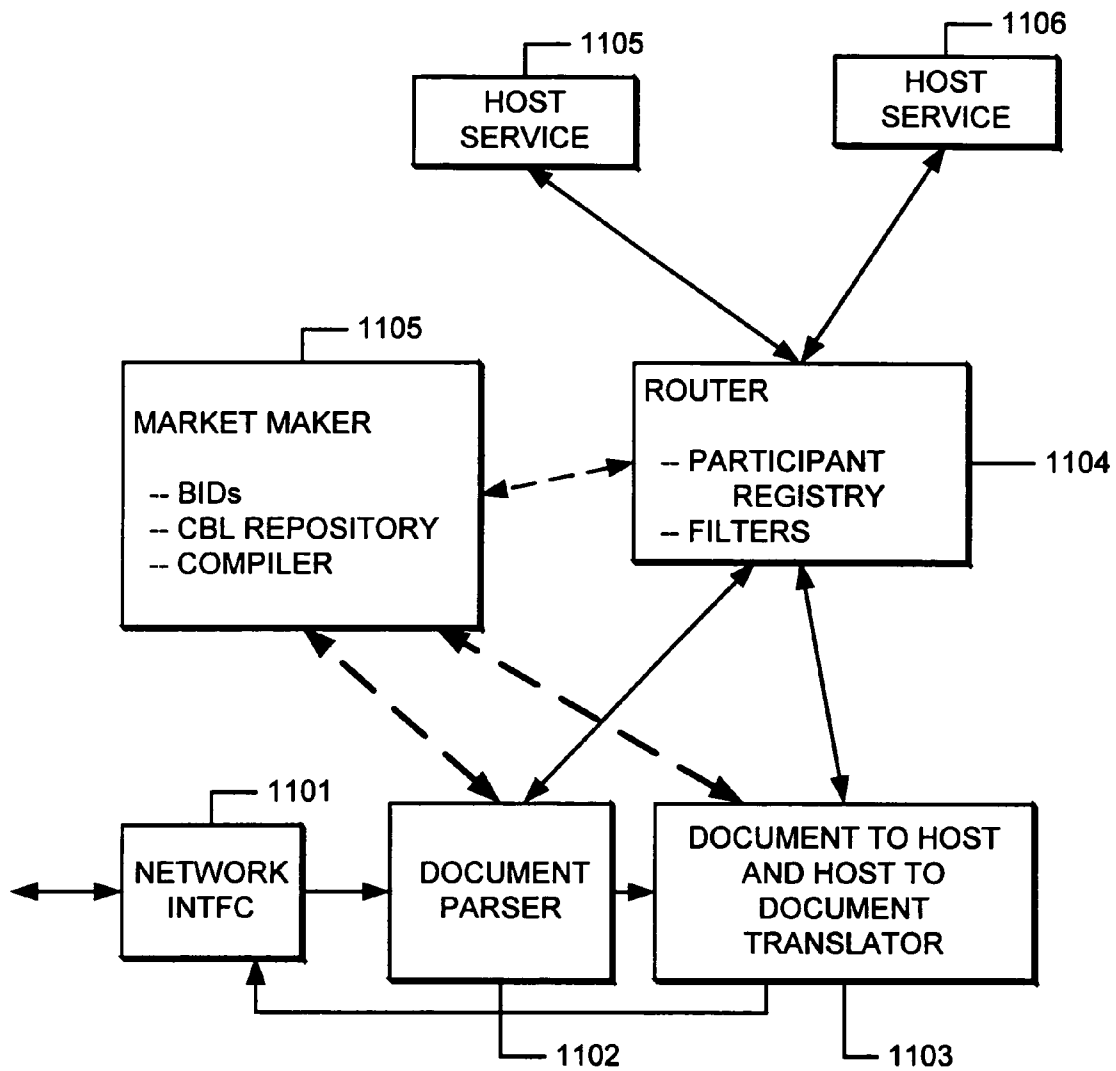 1105
HOST
SERVICE
1106
HOST
SERVICE
1105
MARKET MAKER
-- BIDs
-- CBL REPOSITORY
-- COMPILER
ROUTER
-- PARTICIPANT
REGISTRY
-- FILTERS
1104
1101
NETWORK
INTFC
DOCUMENT
PARSER
DOCUMENT TO HOST
AND HOST TO
DOCUMENT
TRANSLATOR
1102
1103